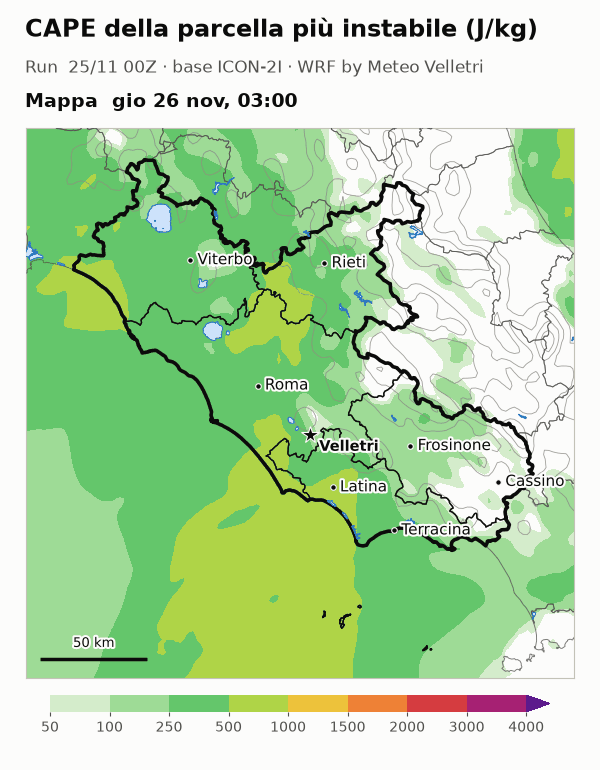 CAPE della parcella più instabile (J/kg)
Run 25/11 00Z · base ICON-2I · WRF by Meteo Velletri
Mappa gio 26 nov, 03:00
Viterbo
Rieti
Roma
Velletri
Frosinone
Latina
Cassino
Terracina
50 km
50 100 250 500 1000 1500 2000 3000 4000